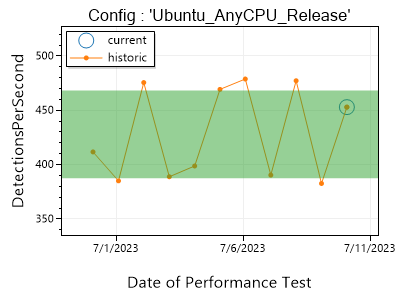 Config : 'Ubuntu_AnyCPU_Release'
current
historic
DetectionsPerSecond
500
450
400
350
7/1/2023
7/6/2023
7/11/2023
Date of Performance Test